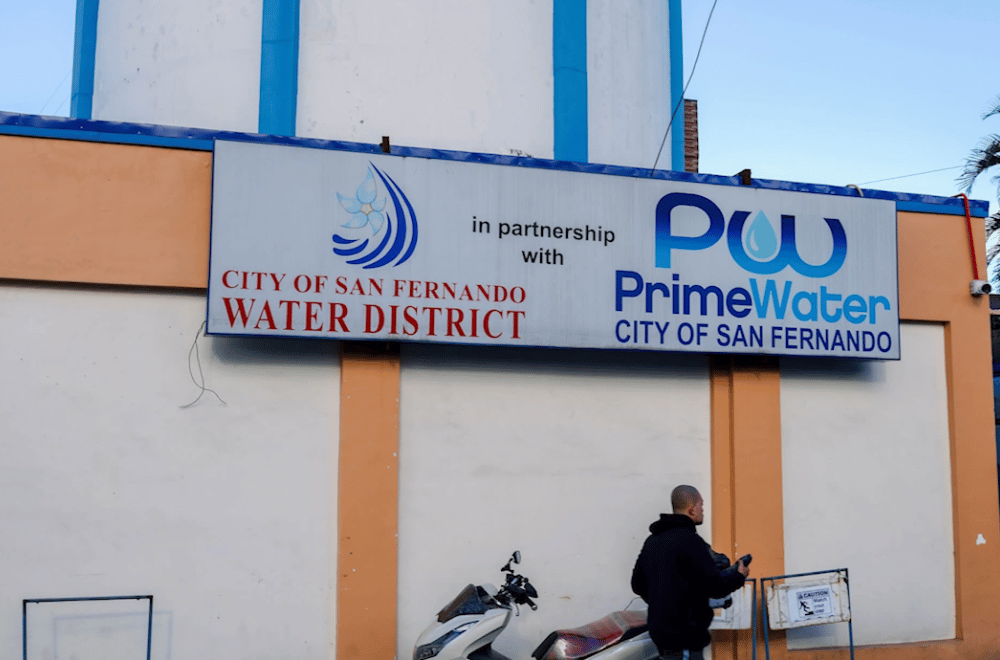 in partnership
with
CITY OF SAN FERNANDO
WATER DISTRICT
PW
PrimeWater
CITY OF SAN FERNANDO
CAUTION